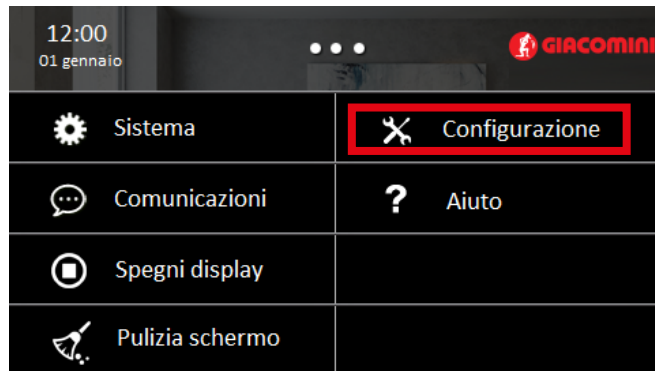 12:00
01 gennaio
GIACOMINI
Sistema
Configurazione
Comunicazioni
? Aiuto
Spegni display
Pulizia schermo